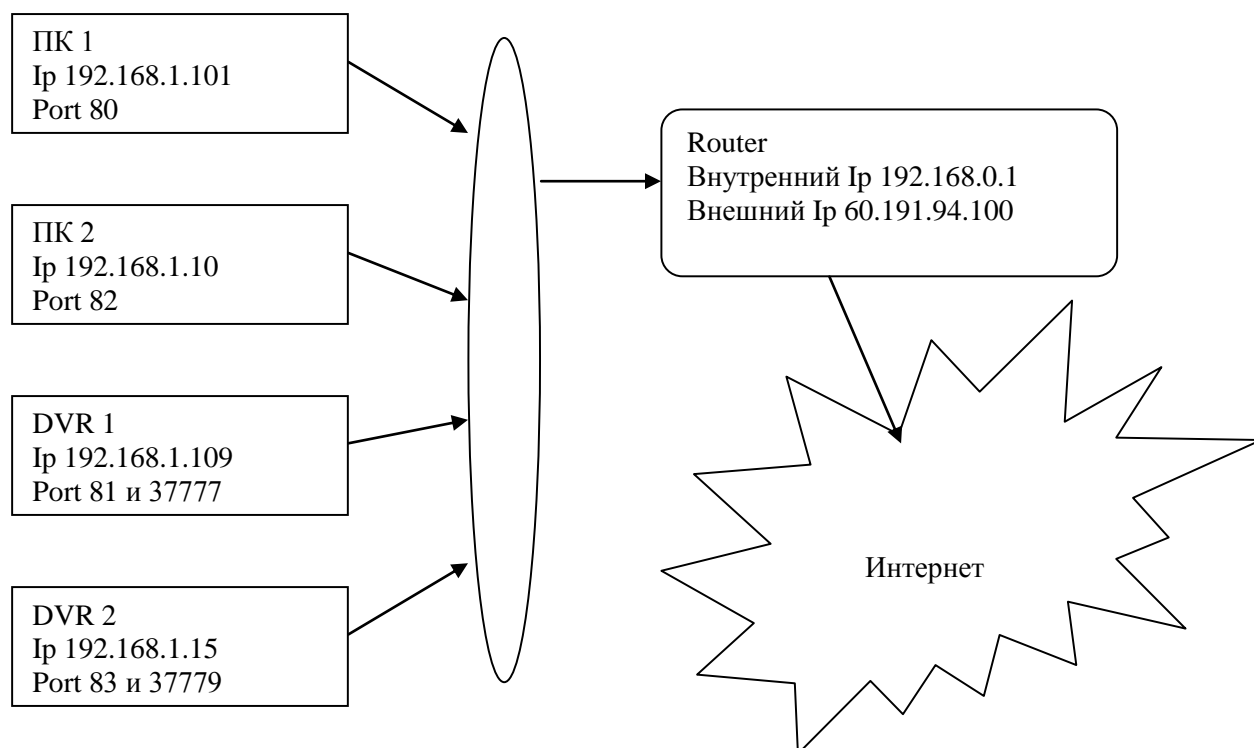 ПК 1
Ip 192.168.1.101
Port 80
ПК 2
Ip 192.168.1.10
Port 82
DVR 1
Ip 192.168.1.109
Port 81 и 37777
DVR 2
Ip 192.168.1.15
Port 83 и 37779
Router
Внутренний Ip 192.168.0.1
Внешний Ip 60.191.94.100
Интернет